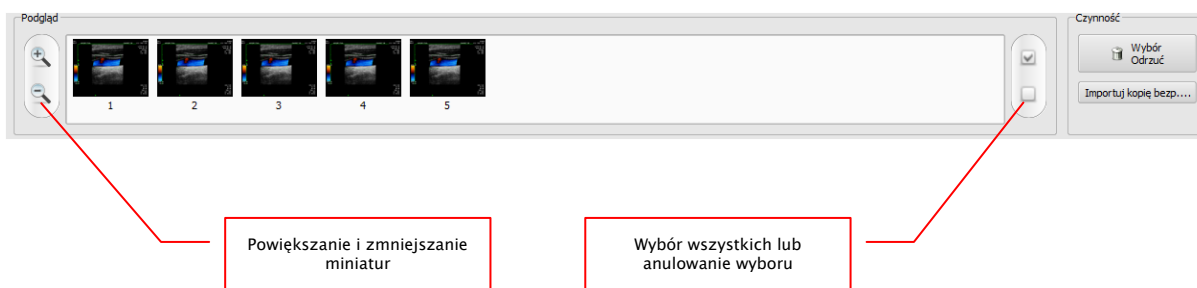 Podgląd
Czynność
Wybór
Odrzuć
Importuj kopię bezp....
1 2 3 4 5
Powiększanie i zmniejszanie
miniatur
Wybór wszystkich lub
anulowanie wyboru